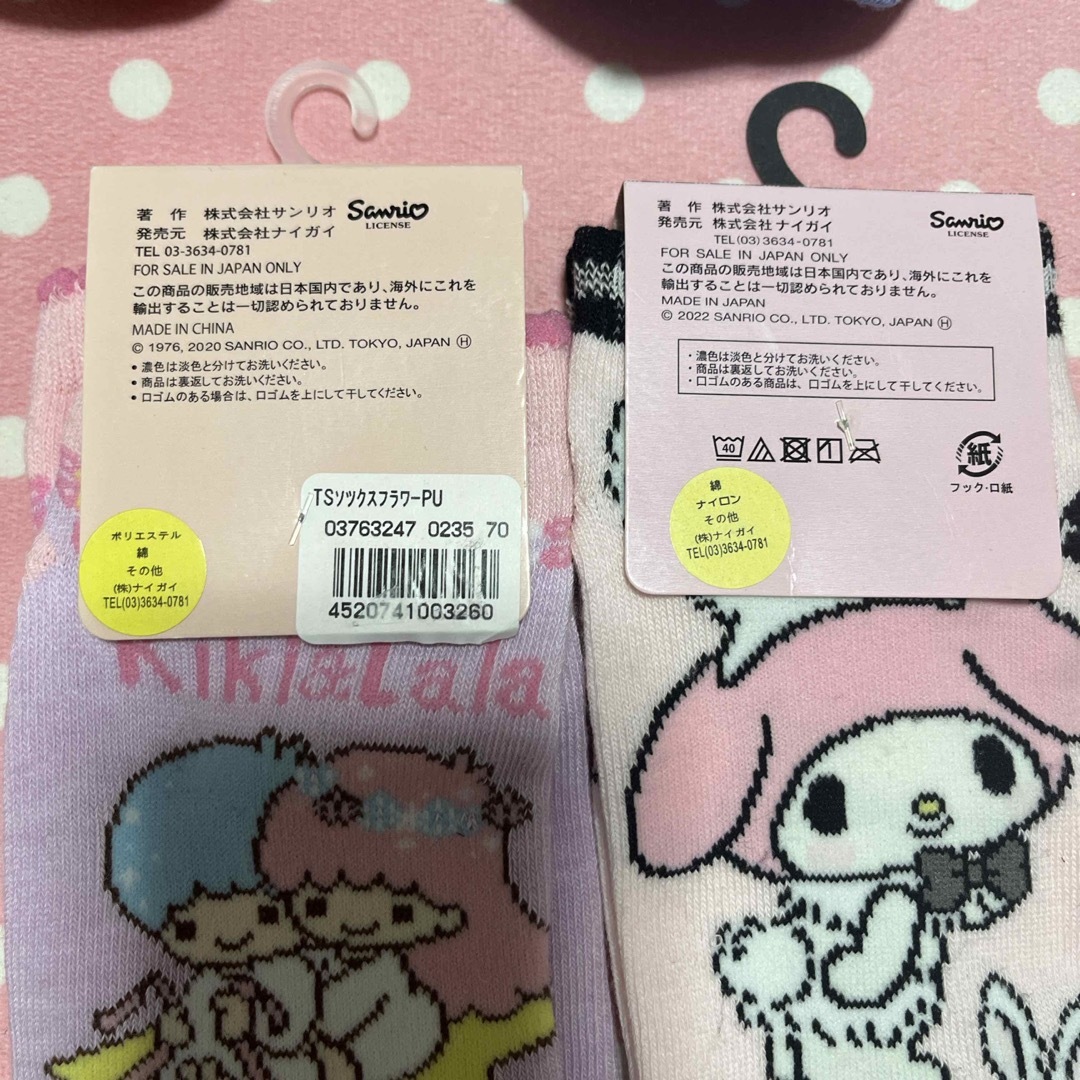 著　作　株式会社サンリオ Sanrio
LICENSE
発売元　株式会社ナイガイ
TEL 03-3634-0781
FOR SALE IN JAPAN ONLY
この商品の販売地域は日本国内であり、海外にこれを
輸出することは一切認められておりません。
MADE IN CHINA
© 1976, 2020 SANRIO CO., LTD. TOKYO, JAPAN Ⓗ
・濃色は淡色と分けてお洗いください。
・商品は裏返してお洗いください。
・口ゴムのある場合は、口ゴムを上にして干してください。
ポリエステル
綿
その他
(株)ナイガイ
TEL(03)3634-0781
TSソックスフラワーPU
03763247 0235 70
4520741003260
Kiki&Lala
著　作　株式会社サンリオ Sanrio
LICENSE
発売元　株式会社ナイガイ
TEL(03)3634-0781
FOR SALE IN JAPAN ONLY
この商品の販売地域は日本国内であり、海外にこれを
輸出することは一切認められておりません。
MADE IN JAPAN
© 2022 SANRIO CO., LTD. TOKYO, JAPAN Ⓗ
・濃色は淡色と分けてお洗いください。
・商品は裏返してお洗いください。
・口ゴムのある商品は、口ゴムを上にして干してください。
40
紙
フック・口紙
綿
ナイロン
その他
(株)ナイガイ
TEL(03)3634-0781